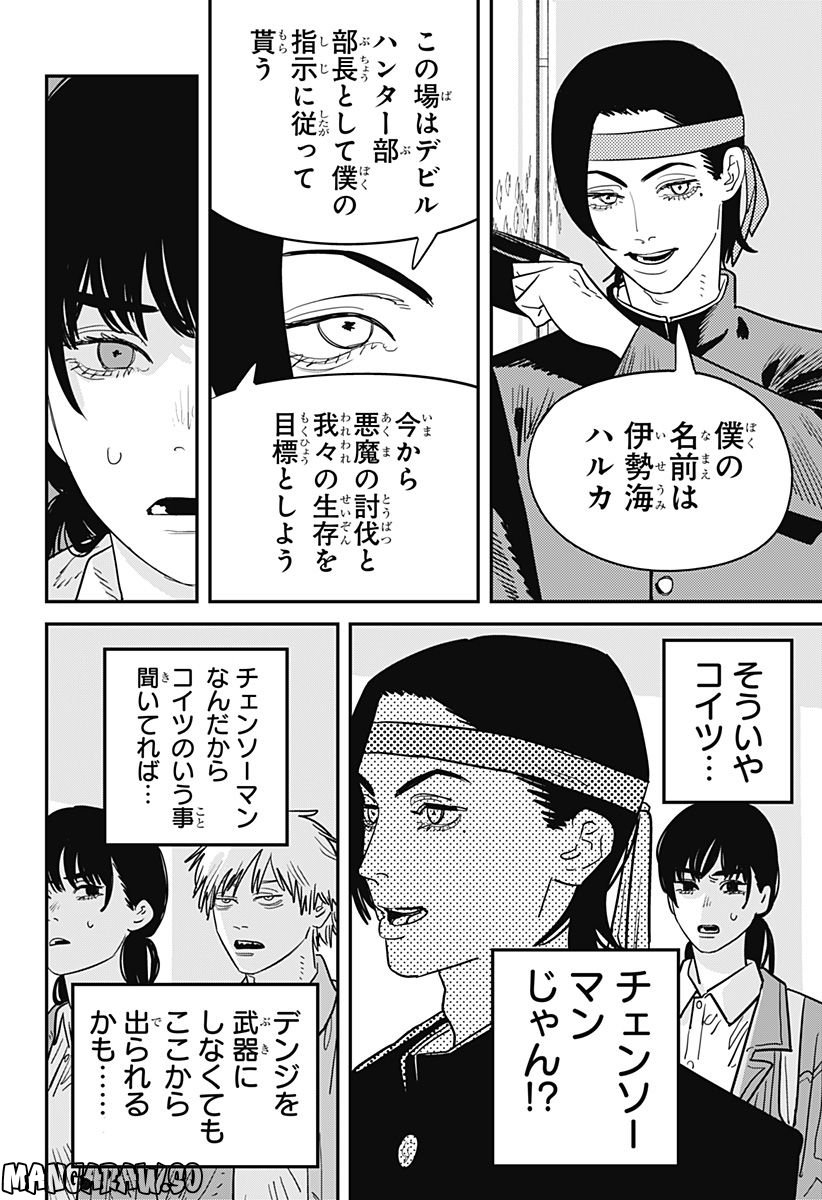 僕の
名前は
伊勢海
ハルカ
この場はデビル
ハンター部
部長として僕の
指示に従って
貰う
今から
悪魔の討伐と
我々の生存を
目標としよう
そういや
コイツ…
チェンソー
マン
じゃん!?
チェンソーマン
なんだから
コイツのいう事
聞いてれば…
デンジを
武器に
しなくても
ここから
出られる
かも……
MANGARAW.SO